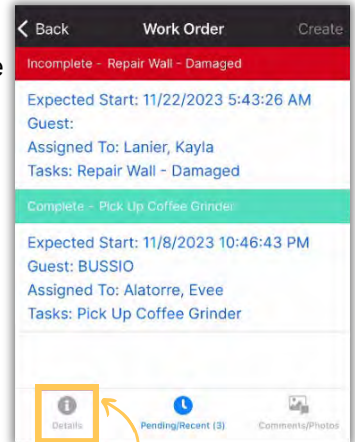 e
Back Work Order Create
Incomplete - Repair Wall - Damaged
Expected Start: 11/22/2023 5:43:26 AM
Guest:
Assigned To: Lanier, Kayla
Tasks: Repair Wall - Damaged
Complete - Pick Up Coffee Grinder
Expected Start: 11/8/2023 10:46:43 PM
Guest: BUSSIO
Assigned To: Alatorre, Evee
Tasks: Pick Up Coffee Grinder
Details Pending/Recent (3) Comments/Photos